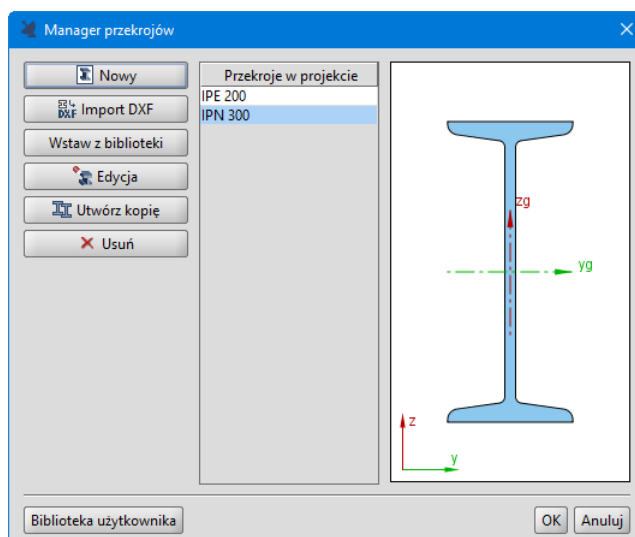 Manager przekrojów
Nowy
DXF Import DXF
Wstaw z biblioteki
Edycja
Utwórz kopię
Usuń
Przekroje w projekcie
IPE 200
IPN 300
zg
yg
z
y
Biblioteka użytkownika
OK
Anuluj